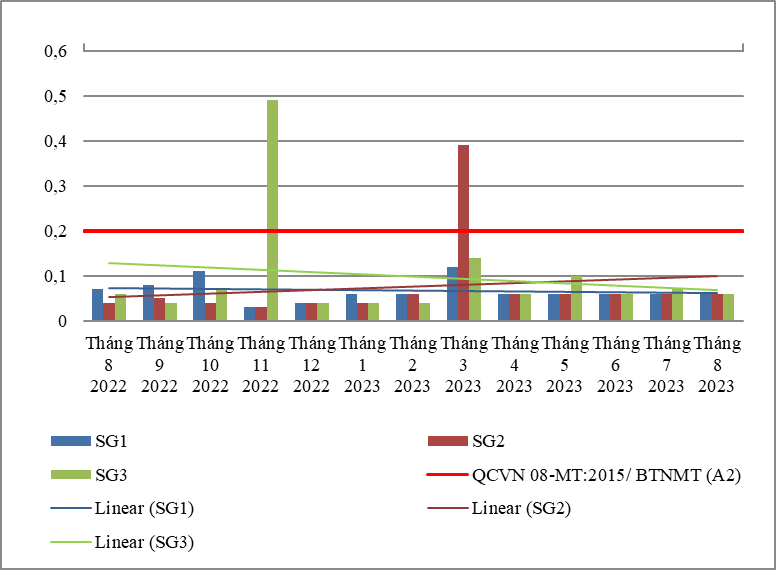 0,6
0,5
0,4
0,3
0,2
0,1
0
Tháng 8 2022
Tháng 9 2022
Tháng 10 2022
Tháng 11 2022
Tháng 12 2022
Tháng 1 2023
Tháng 2 2023
Tháng 3 2023
Tháng 4 2023
Tháng 5 2023
Tháng 6 2023
Tháng 7 2023
Tháng 8 2023
SG1
SG2
SG3
QCVN 08-MT:2015/ BTNMT (A2)
Linear (SG1)
Linear (SG2)
Linear (SG3)